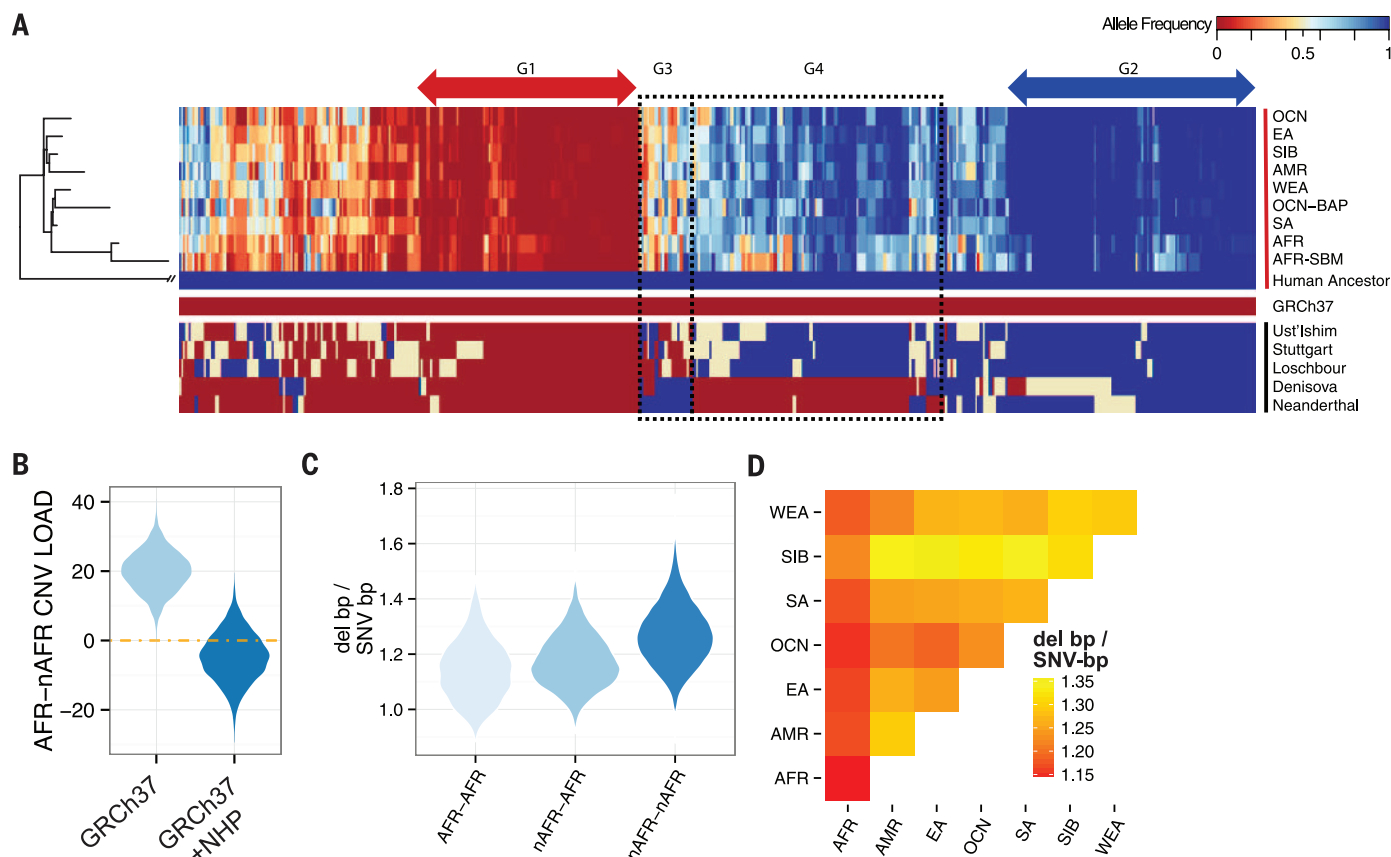 A
Allele Frequency
0 0.5 1
G1 G3 G4 G2
OCN
EA
SIB
AMR
WEA
OCN–BAP
SA
AFR
AFR-SBM
Human Ancestor
GRCh37
Ust'Ishim
Stuttgart
Loschbour
Denisova
Neanderthal
B
AFR–nAFR CNV LOAD
40
20
0
−20
GRCh37
GRCh37
+NHP
C
del bp /
SNV bp
1.8
1.6
1.4
1.2
1.0
AFR–AFR
nAFR–AFR
nAFR–nAFR
D
WEA
SIB
SA
OCN
EA
AMR
AFR
AFR
AMR
EA
OCN
SA
SIB
WEA
del bp /
SNV-bp
1.35
1.30
1.25
1.20
1.15